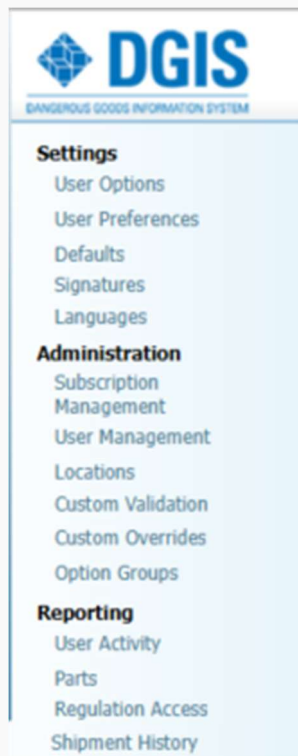 DGIS
DANGEROUS GOODS INFORMATION SYSTEM
Settings
User Options
User Preferences
Defaults
Signatures
Languages
Administration
Subscription
Management
User Management
Locations
Custom Validation
Custom Overrides
Option Groups
Reporting
User Activity
Parts
Regulation Access
Shipment History